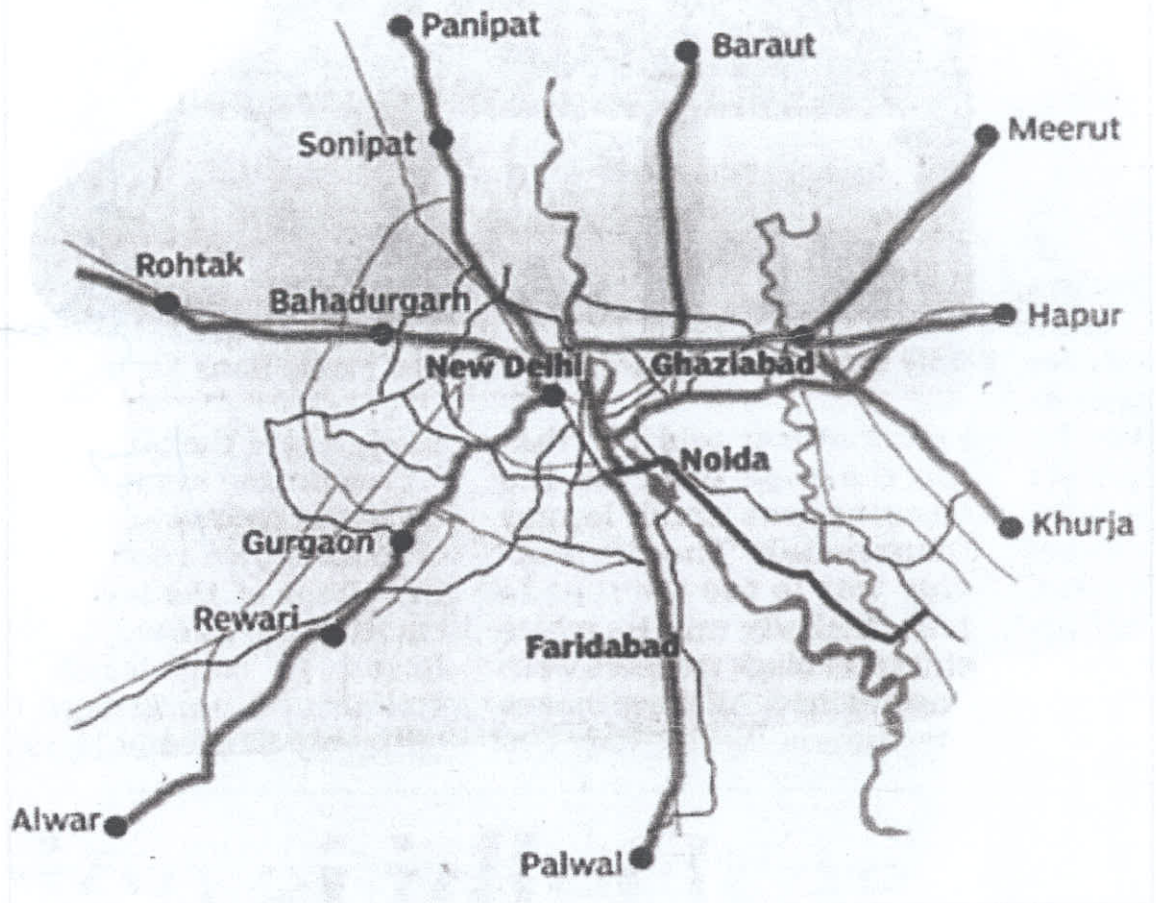 Panipat
Baraut
Sonipat
Meerut
Rohtak
Bahadurgarh
Hapur
New Delhi
Ghaziabad
Noida
Gurgaon
Khurja
Rewari
Faridabad
Alwar
Palwal